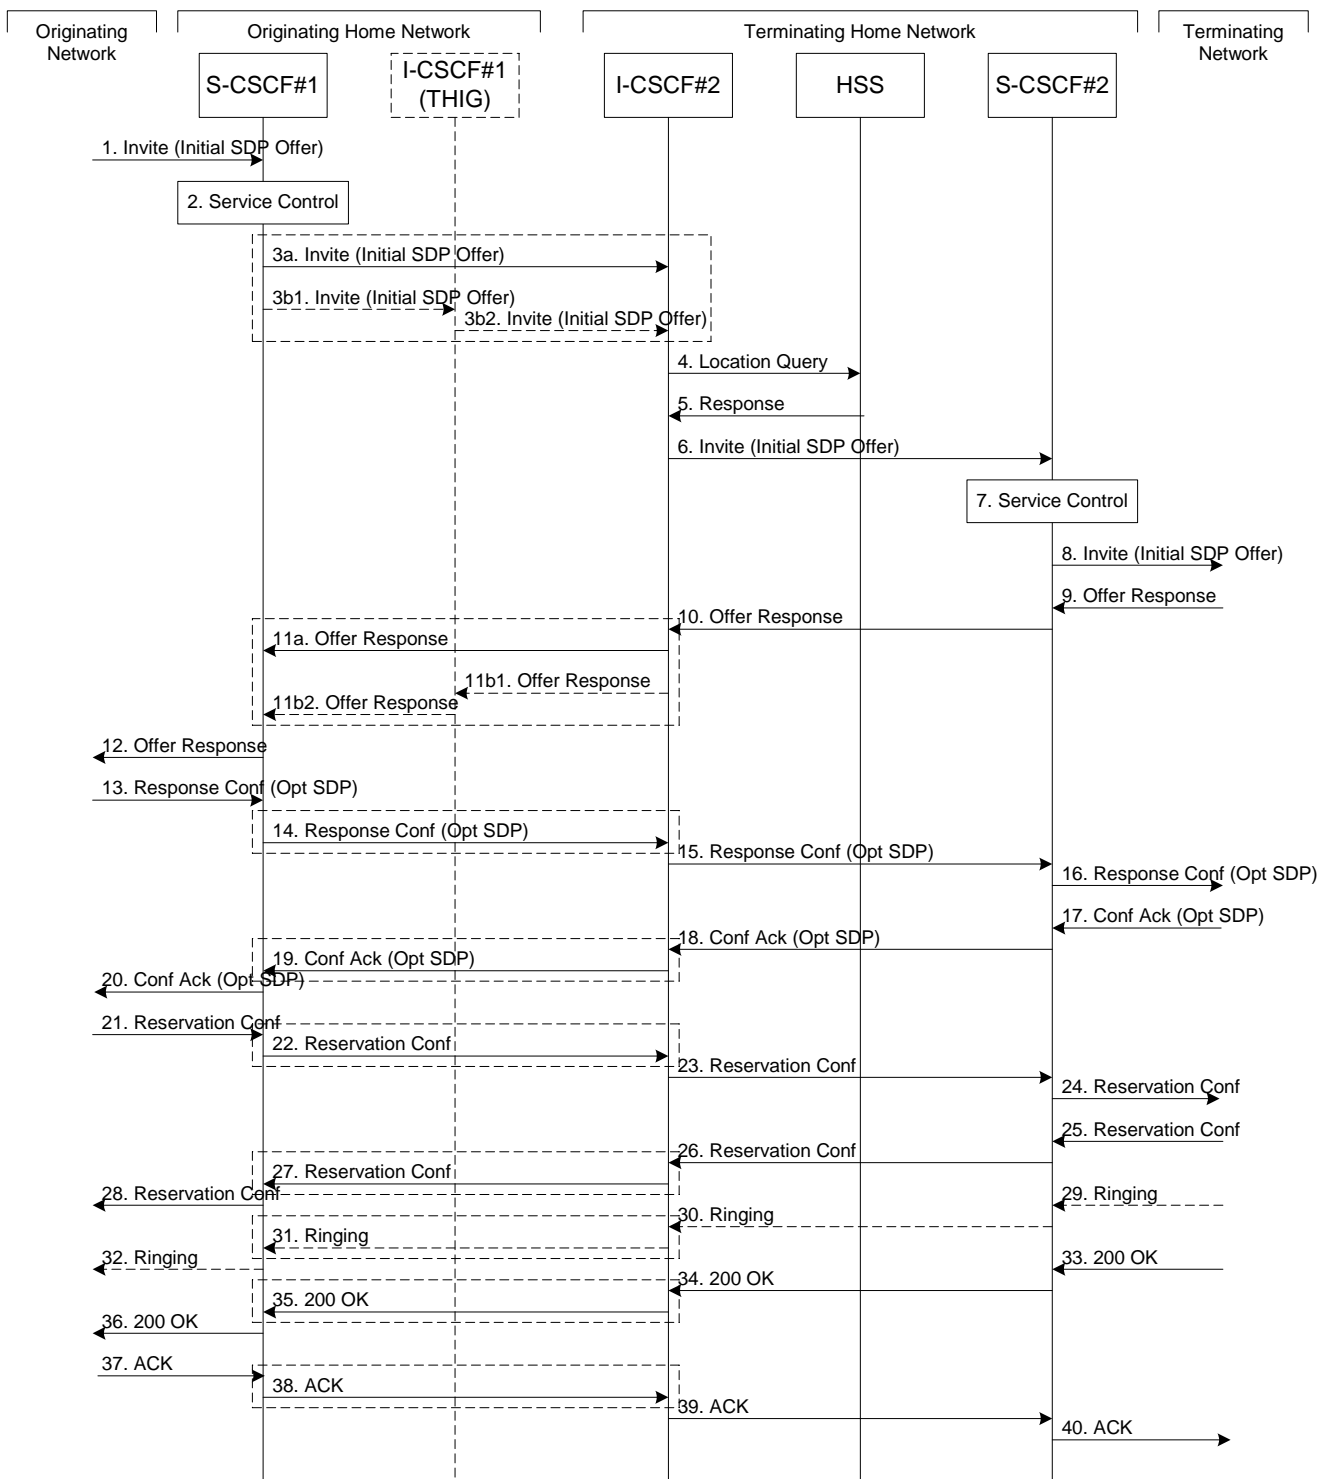 Originating
Network
Originating Home Network
Terminating Home Network
Terminating
Network
S-CSCF#1
I-CSCF#1
(THIG)
I-CSCF#2
HSS
S-CSCF#2
1. Invite (Initial SDP Offer)
2. Service Control
3a. Invite (Initial SDP Offer)
3b1. Invite (Initial SDP Offer)
3b2. Invite (Initial SDP Offer)
4. Location Query
5. Response
6. Invite (Initial SDP Offer)
7. Service Control
8. Invite (Initial SDP Offer)
9. Offer Response
10. Offer Response
11a. Offer Response
11b1. Offer Response
11b2. Offer Response
12. Offer Response
13. Response Conf (Opt SDP)
14. Response Conf (Opt SDP)
15. Response Conf (Opt SDP)
16. Response Conf (Opt SDP)
17. Conf Ack (Opt SDP)
18. Conf Ack (Opt SDP)
19. Conf Ack (Opt SDP)
20. Conf Ack (Opt SDP)
21. Reservation Conf
22. Reservation Conf
23. Reservation Conf
24. Reservation Conf
25. Reservation Conf
26. Reservation Conf
27. Reservation Conf
28. Reservation Conf
29. Ringing
30. Ringing
31. Ringing
32. Ringing
33. 200 OK
34. 200 OK
35. 200 OK
36. 200 OK
37. ACK
38. ACK
39. ACK
40. ACK